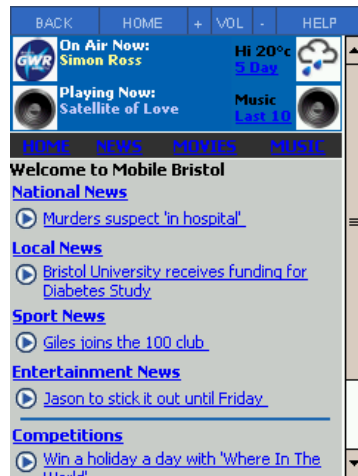 BACK HOME + VOL - HELP
On Air Now: Hi 20°c
GWR Simon Ross 5 Day
Playing Now: Music
Satellite of Love Last 10
HOME NEWS MOVIES MUSIC
Welcome to Mobile Bristol
National News
Murders suspect 'in hospital'
Local News
Bristol University receives funding for
Diabetes Study
Sport News
Giles joins the 100 club
Entertainment News
Jason to stick it out until Friday
Competitions
Win a holiday a day with 'Where In The
World'